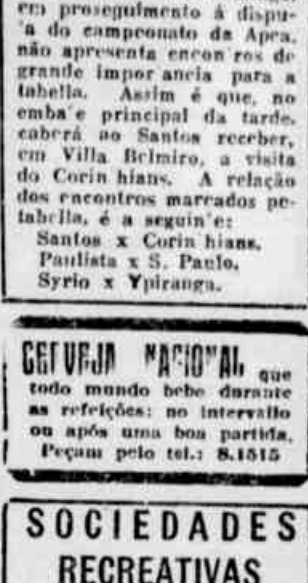 em proseguimento á dispu-
'a do campeonato da Apea,
não apresenta encon'ros de
grande impor ancia para a
tabella. Assim é que, no
emba'e principal da tarde,
caberá ao Santos receber,
em Villa Belmiro, a visita
do Corin hians. A relação
dos encontros marcados pe-
tabella, é a seguin'e:
Santos x Corin hians.
Paulista x S. Paulo.
Syrio x Ypiranga.
CERVEJA NACIONAL que
todo mundo bebe durante
as refeições; no intervallo
ou após uma boa partida.
Peçam pelo tel.: 8.1515
SOCIEDADES
RECREATIVAS